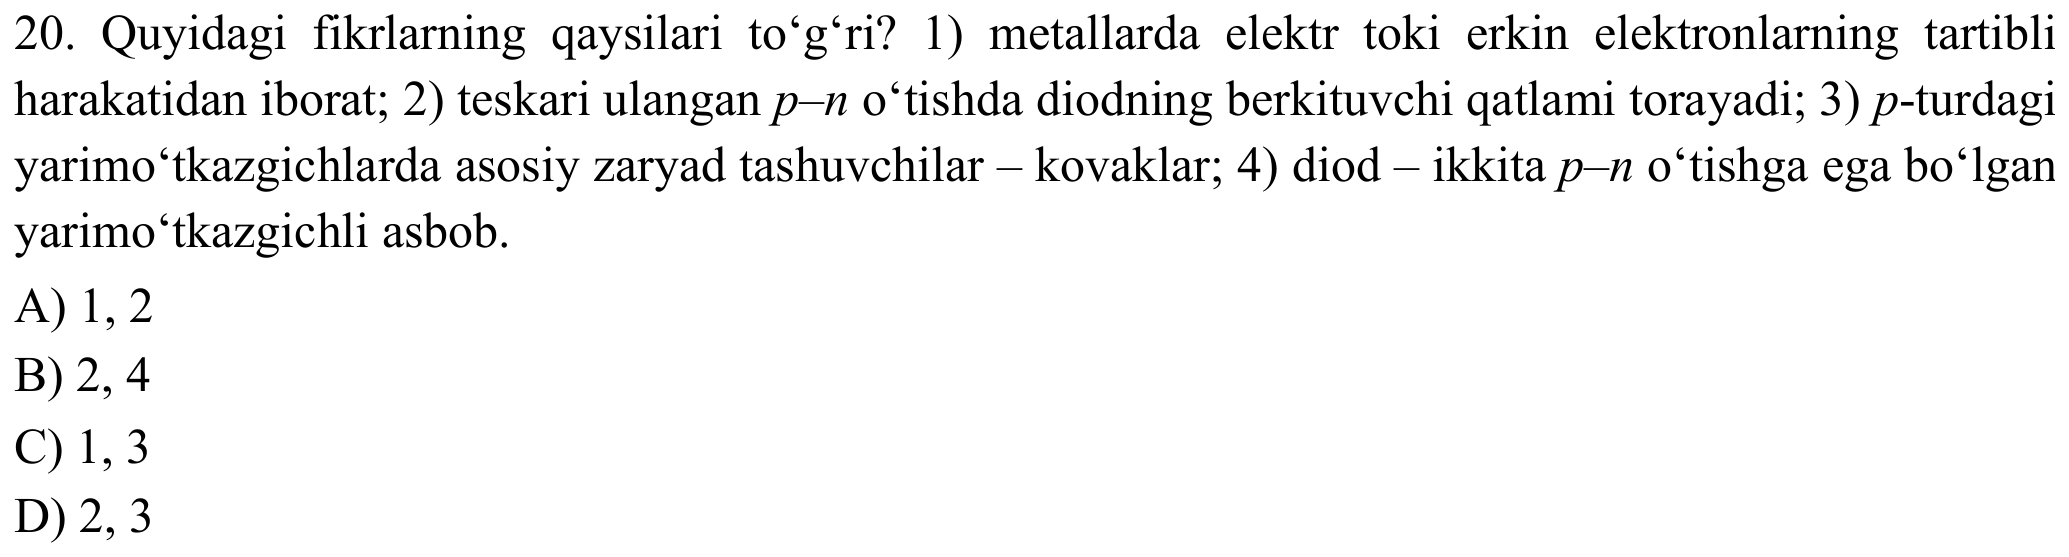 20. Quyidagi fikrlarning qaysilari to‘g‘ri? 1) metallarda elektr toki erkin elektronlarning tartibli
harakatidan iborat; 2) teskari ulangan p–n o‘tishda diodning berkituvchi qatlami torayadi; 3) p-turdagi
yarimo‘tkazgichlarda asosiy zaryad tashuvchilar – kovaklar; 4) diod – ikkita p–n o‘tishga ega bo‘lgan
yarimo‘tkazgichli asbob.
A) 1, 2
B) 2, 4
C) 1, 3
D) 2, 3